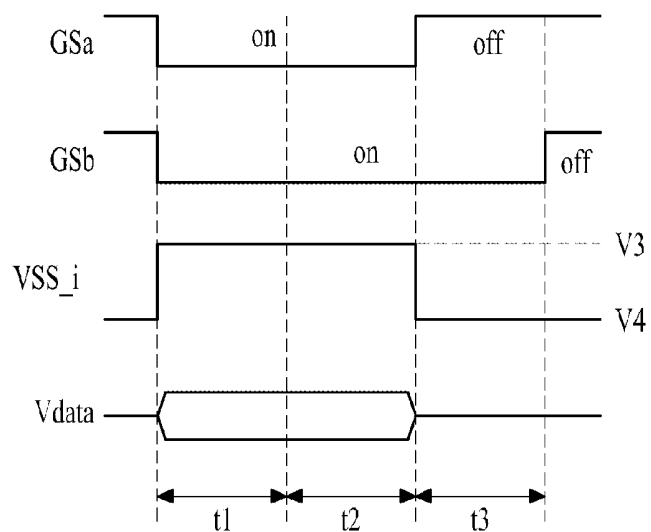 GSa
on
off
GSb
on
off
VSS_i
V3
V4
Vdata
t1
t2
t3